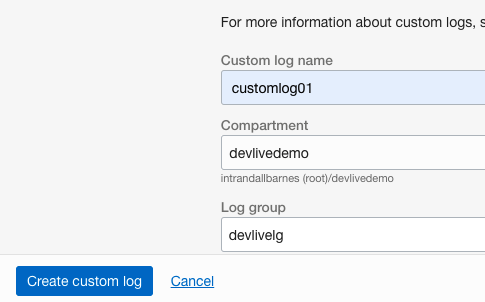 For more information about custom logs, s
Custom log name
customlog01
Compartment
devlivedemo
intrandallbarnes (root)/devlivedemo
Log group
devlivelg
Create custom log Cancel